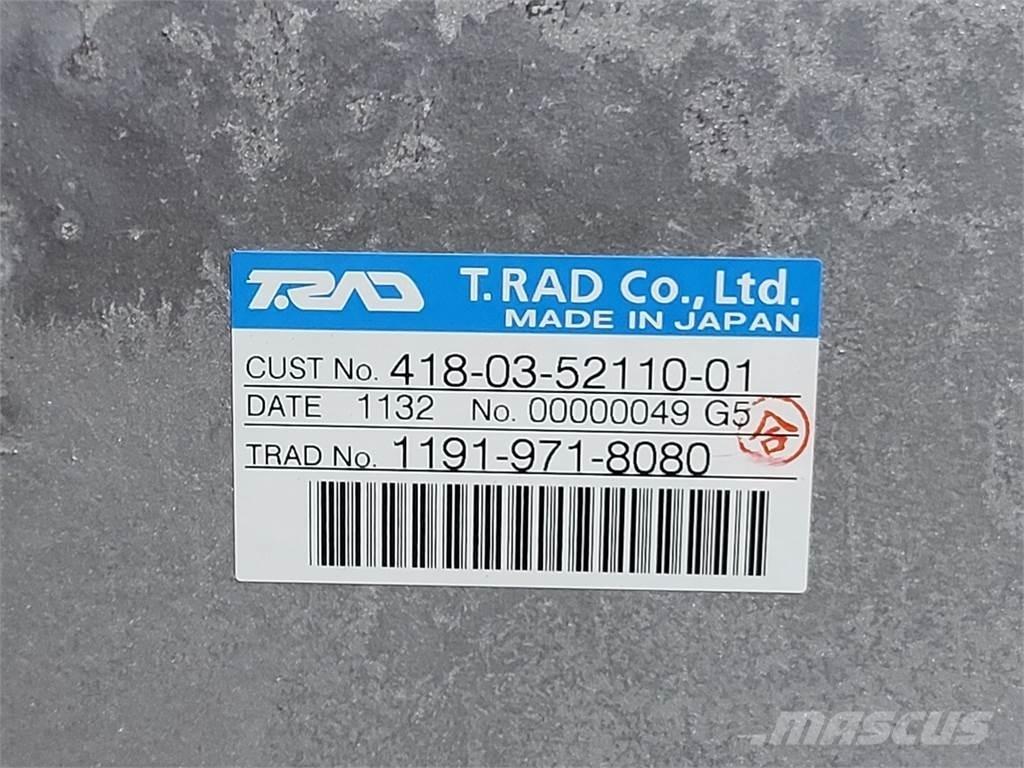 T.RAD T.RAD Co., Ltd.
MADE IN JAPAN
CUST No. 418-03-52110-01
DATE 1132 No. 00000049 G5
合
TRAD No. 1191-971-8080
mascus